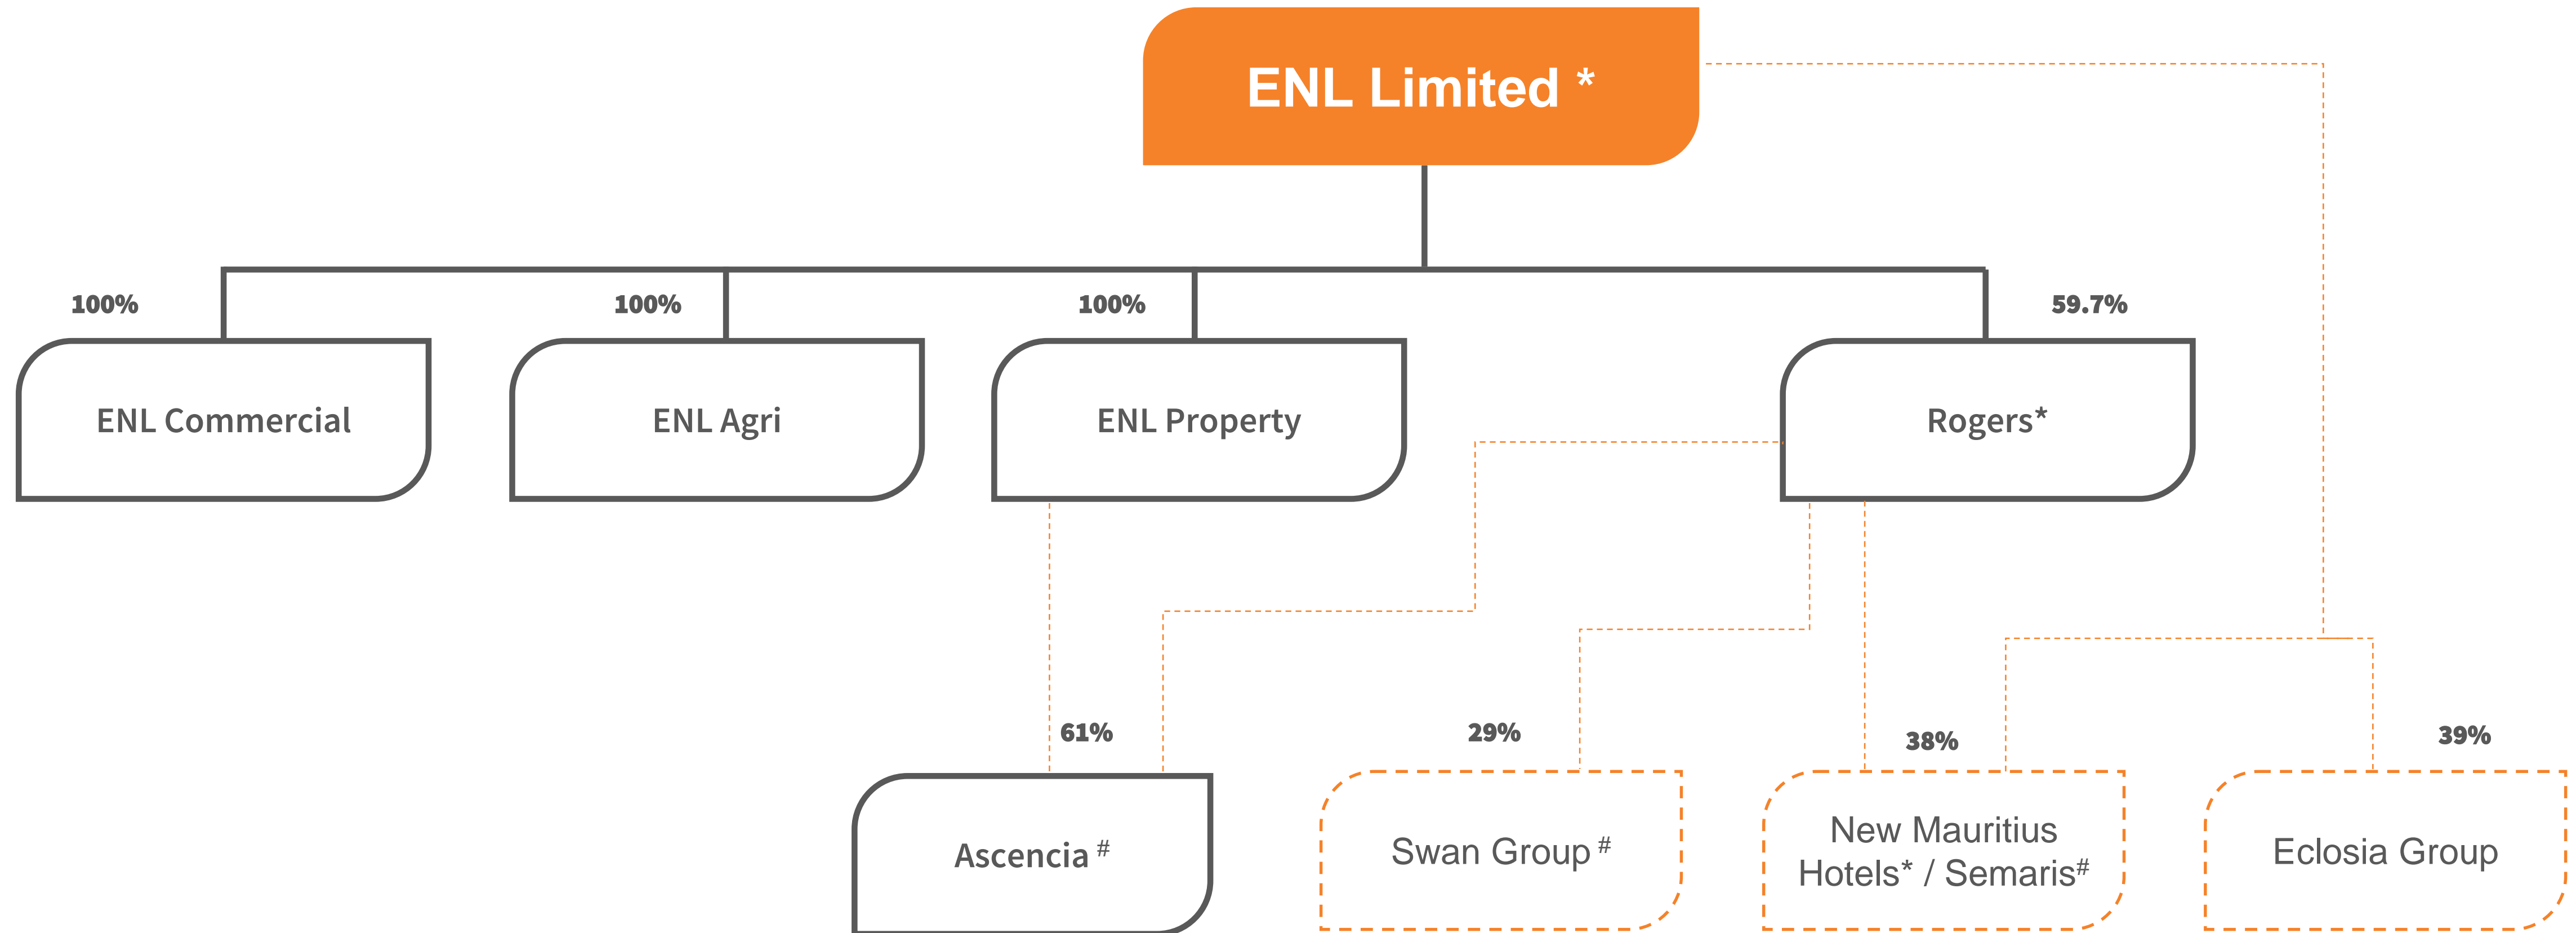 ENL Limited *
100%
100%
100%
59.7%
ENL Commercial
ENL Agri
ENL Property
Rogers*
61%
29%
38%
39%
Ascencia #
Swan Group #
New Mauritius
Hotels* / Semaris#
Eclosia Group